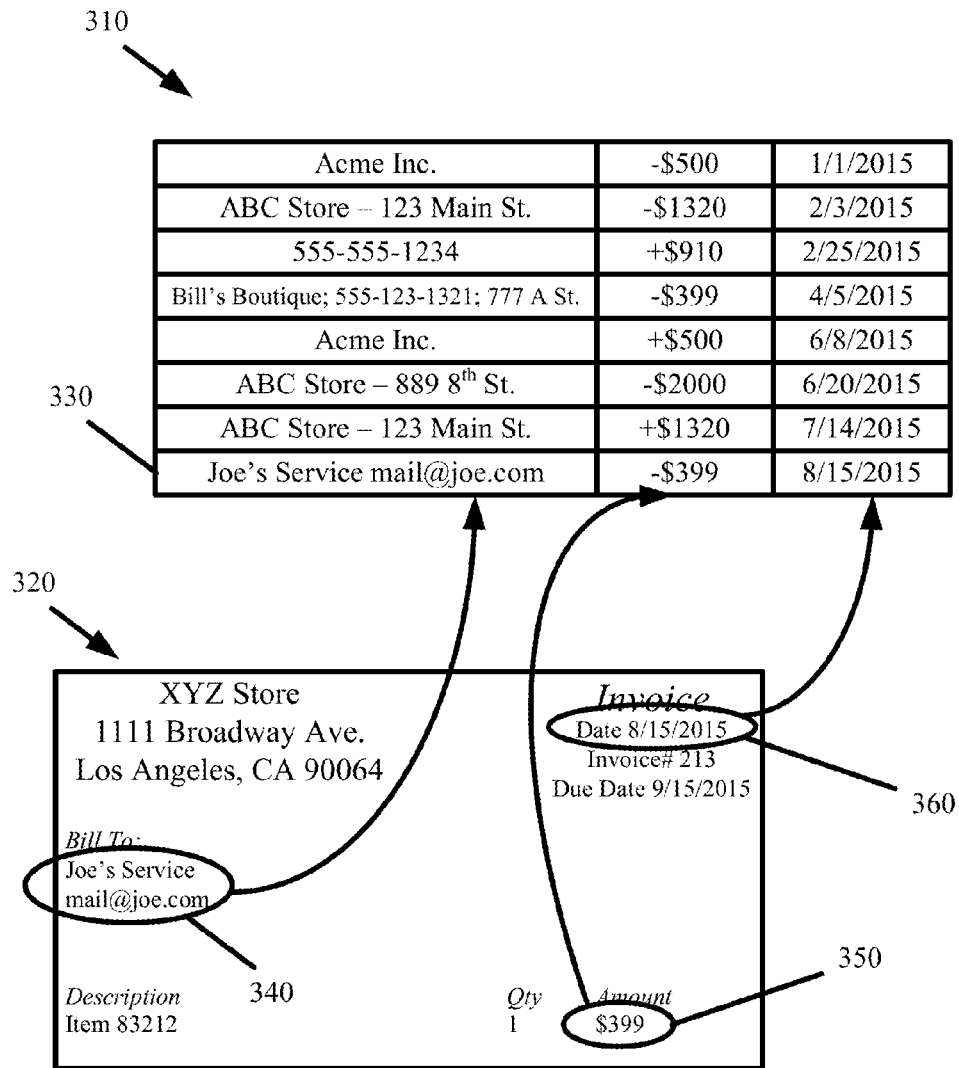 310
Acme Inc. -$500 1/1/2015
ABC Store – 123 Main St. -$1320 2/3/2015
555-555-1234 +$910 2/25/2015
Bill's Boutique; 555-123-1321; 777 A St. -$399 4/5/2015
Acme Inc. +$500 6/8/2015
ABC Store – 889 8th St. -$2000 6/20/2015
330
ABC Store – 123 Main St. +$1320 7/14/2015
Joe's Service mail@joe.com -$399 8/15/2015
320
XYZ Store
1111 Broadway Ave.
Los Angeles, CA 90064
Invoice
Date 8/15/2015
Invoice# 213
Due Date 9/15/2015
360
Bill To:
Joe's Service
mail@joe.com
340
350
Description Qty Amount
Item 83212 1 $399